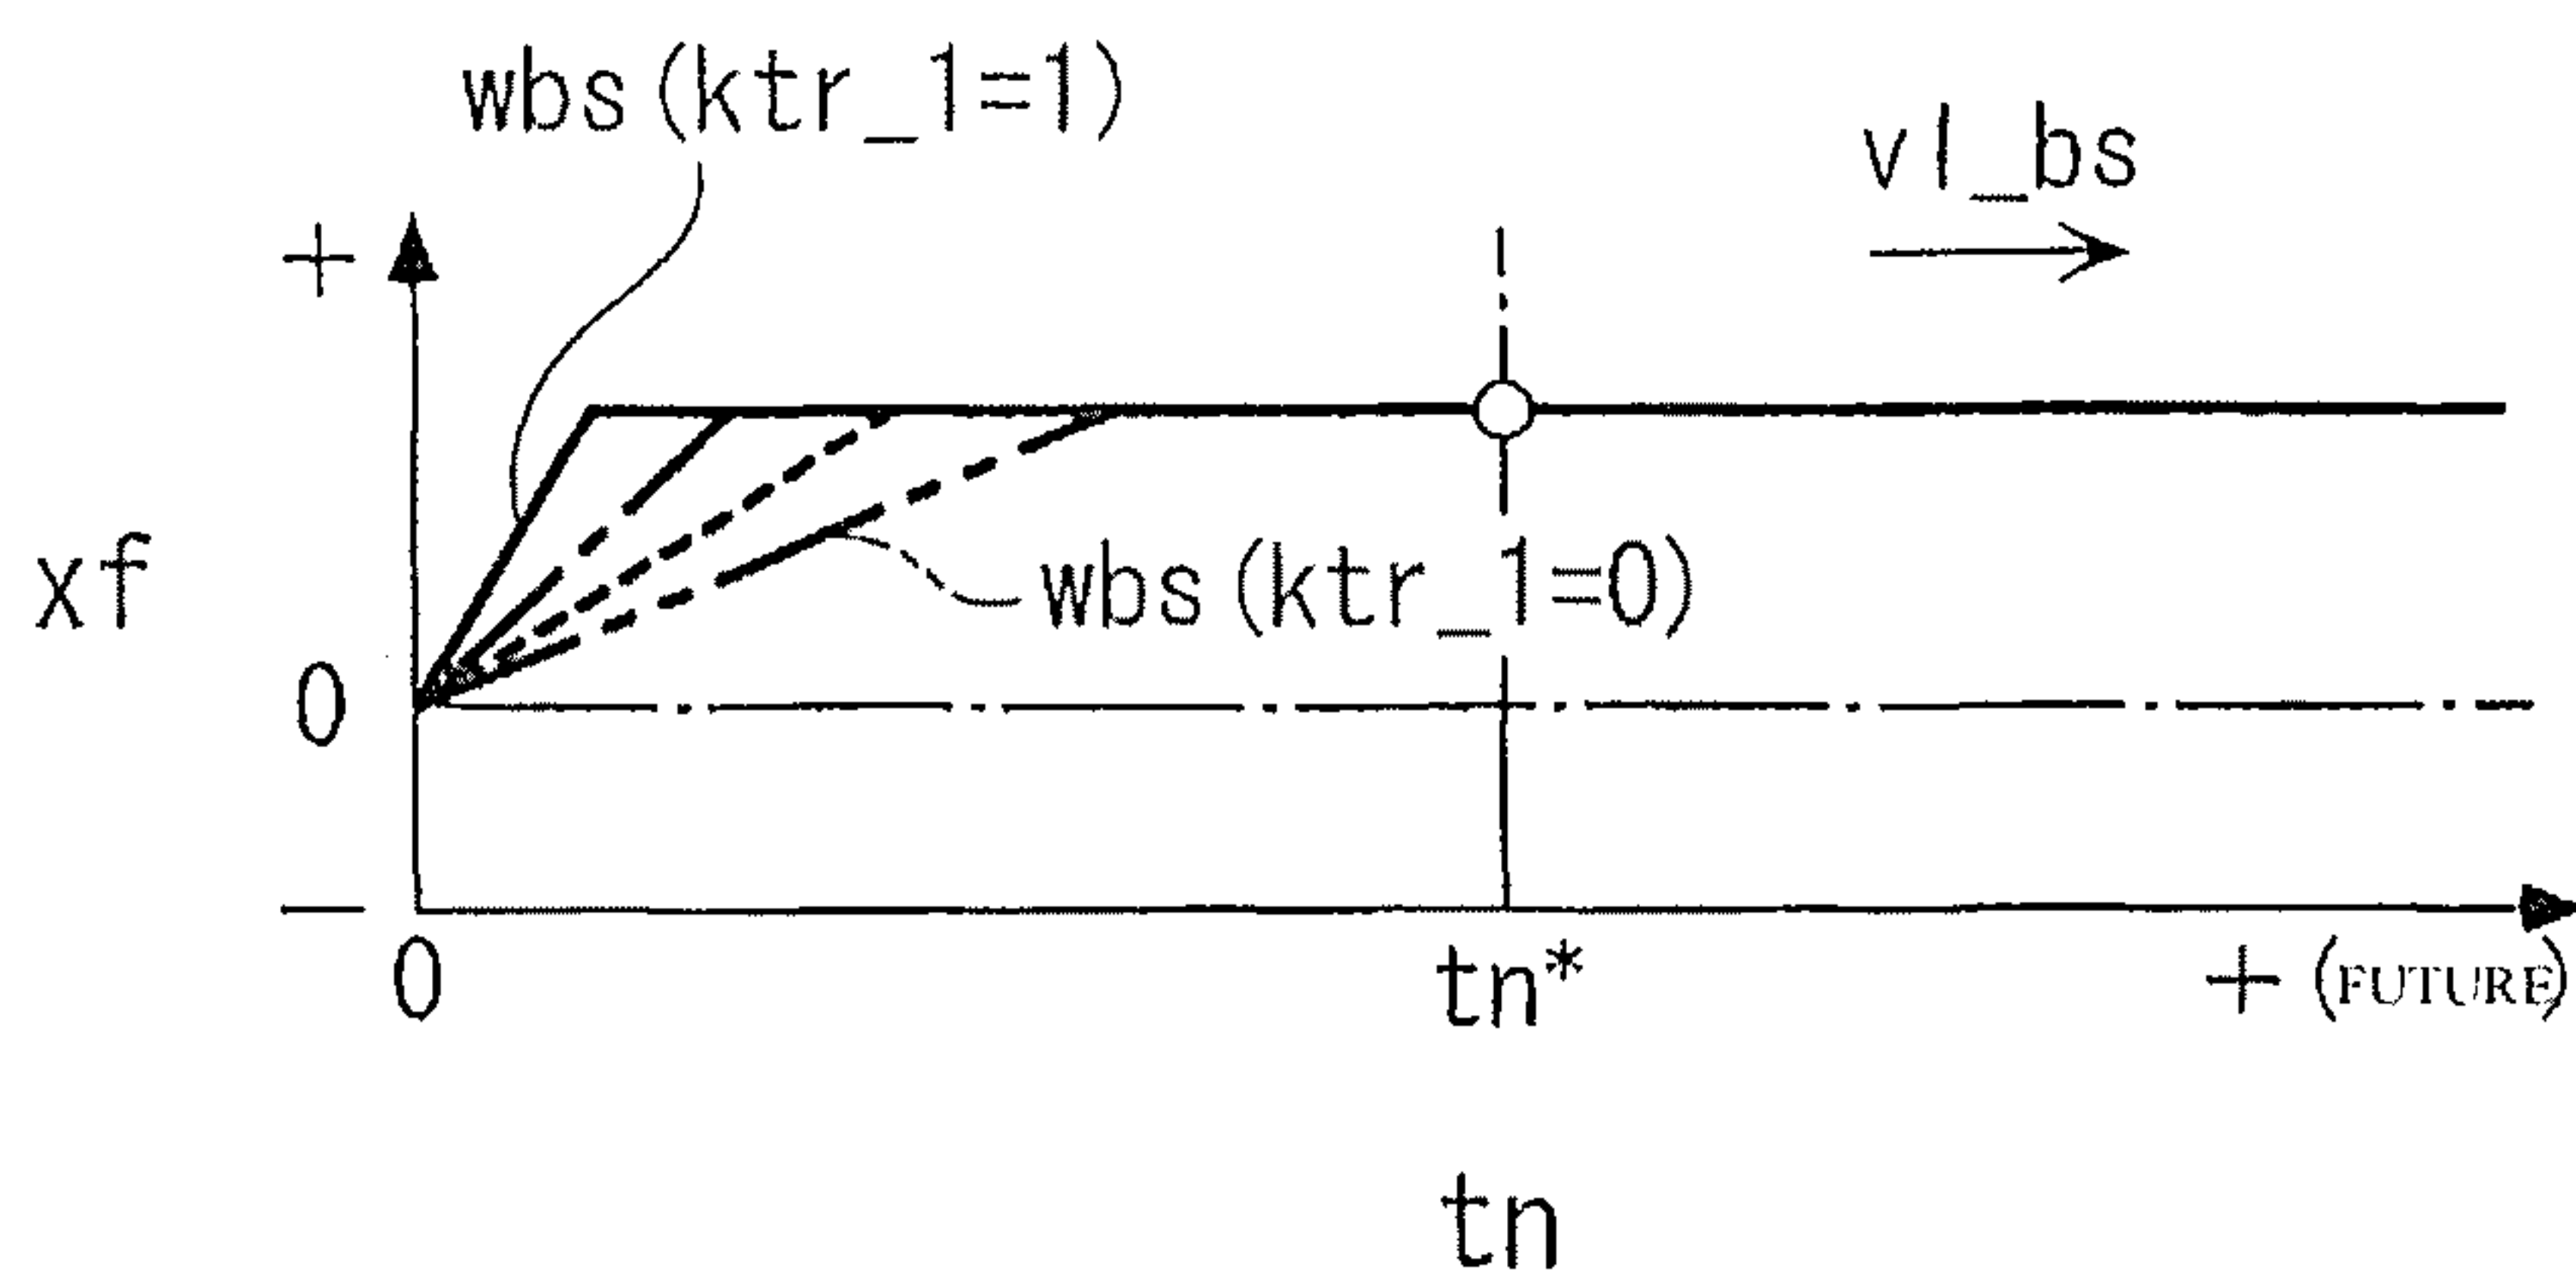 wbs(ktr_1=1)
vl_bs
+
xf
wbs(ktr_1=0)
0
−
0
tn*
+(FUTURE)
tn